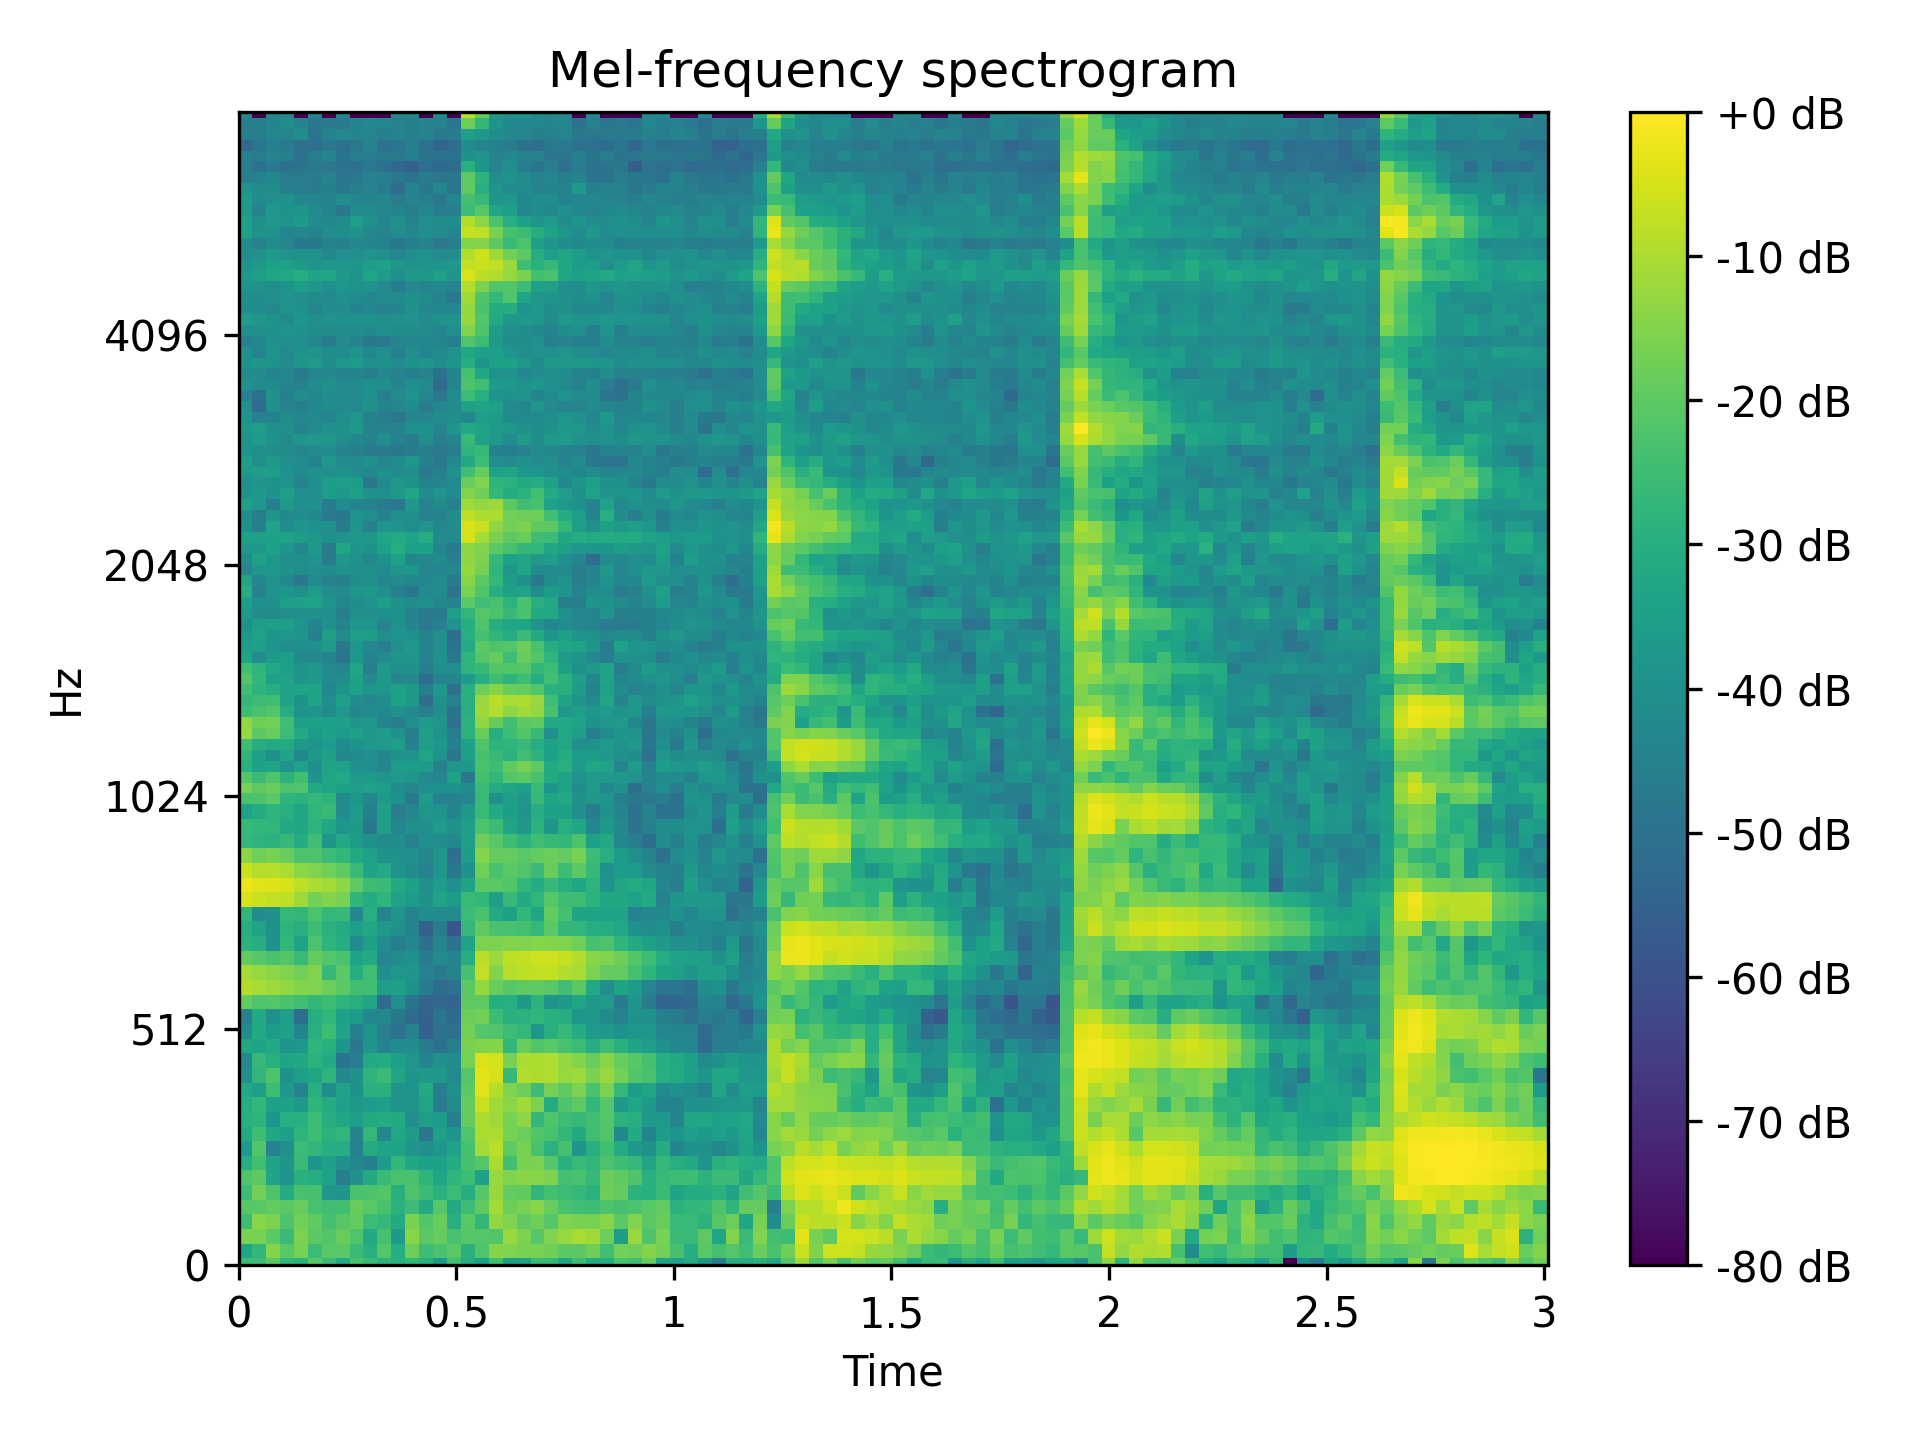 Mel-frequency spectrogram
+0 dB
-10 dB
4096
-20 dB
-30 dB
2048
Hz
-40 dB
1024
-50 dB
-60 dB
512
-70 dB
0
-80 dB
0 0.5 1 1.5 2 2.5 3
Time